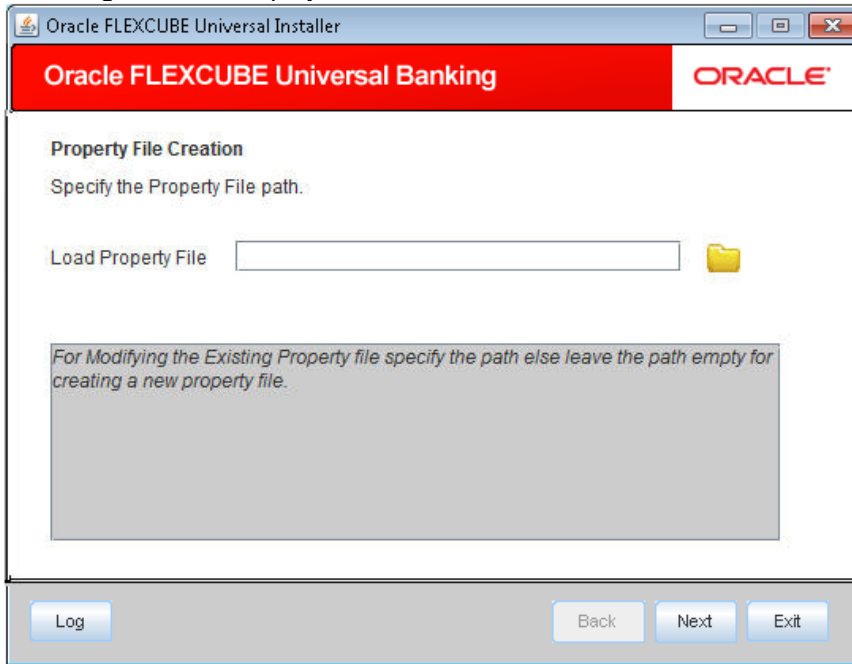 Oracle FLEXCUBE Universal Installer
Oracle FLEXCUBE Universal Banking
ORACLE
Property File Creation
Specify the Property File path.
Load Property File
For Modifying the Existing Property file specify the path else leave the path empty for
creating a new property file.
Log
Back
Next
Exit